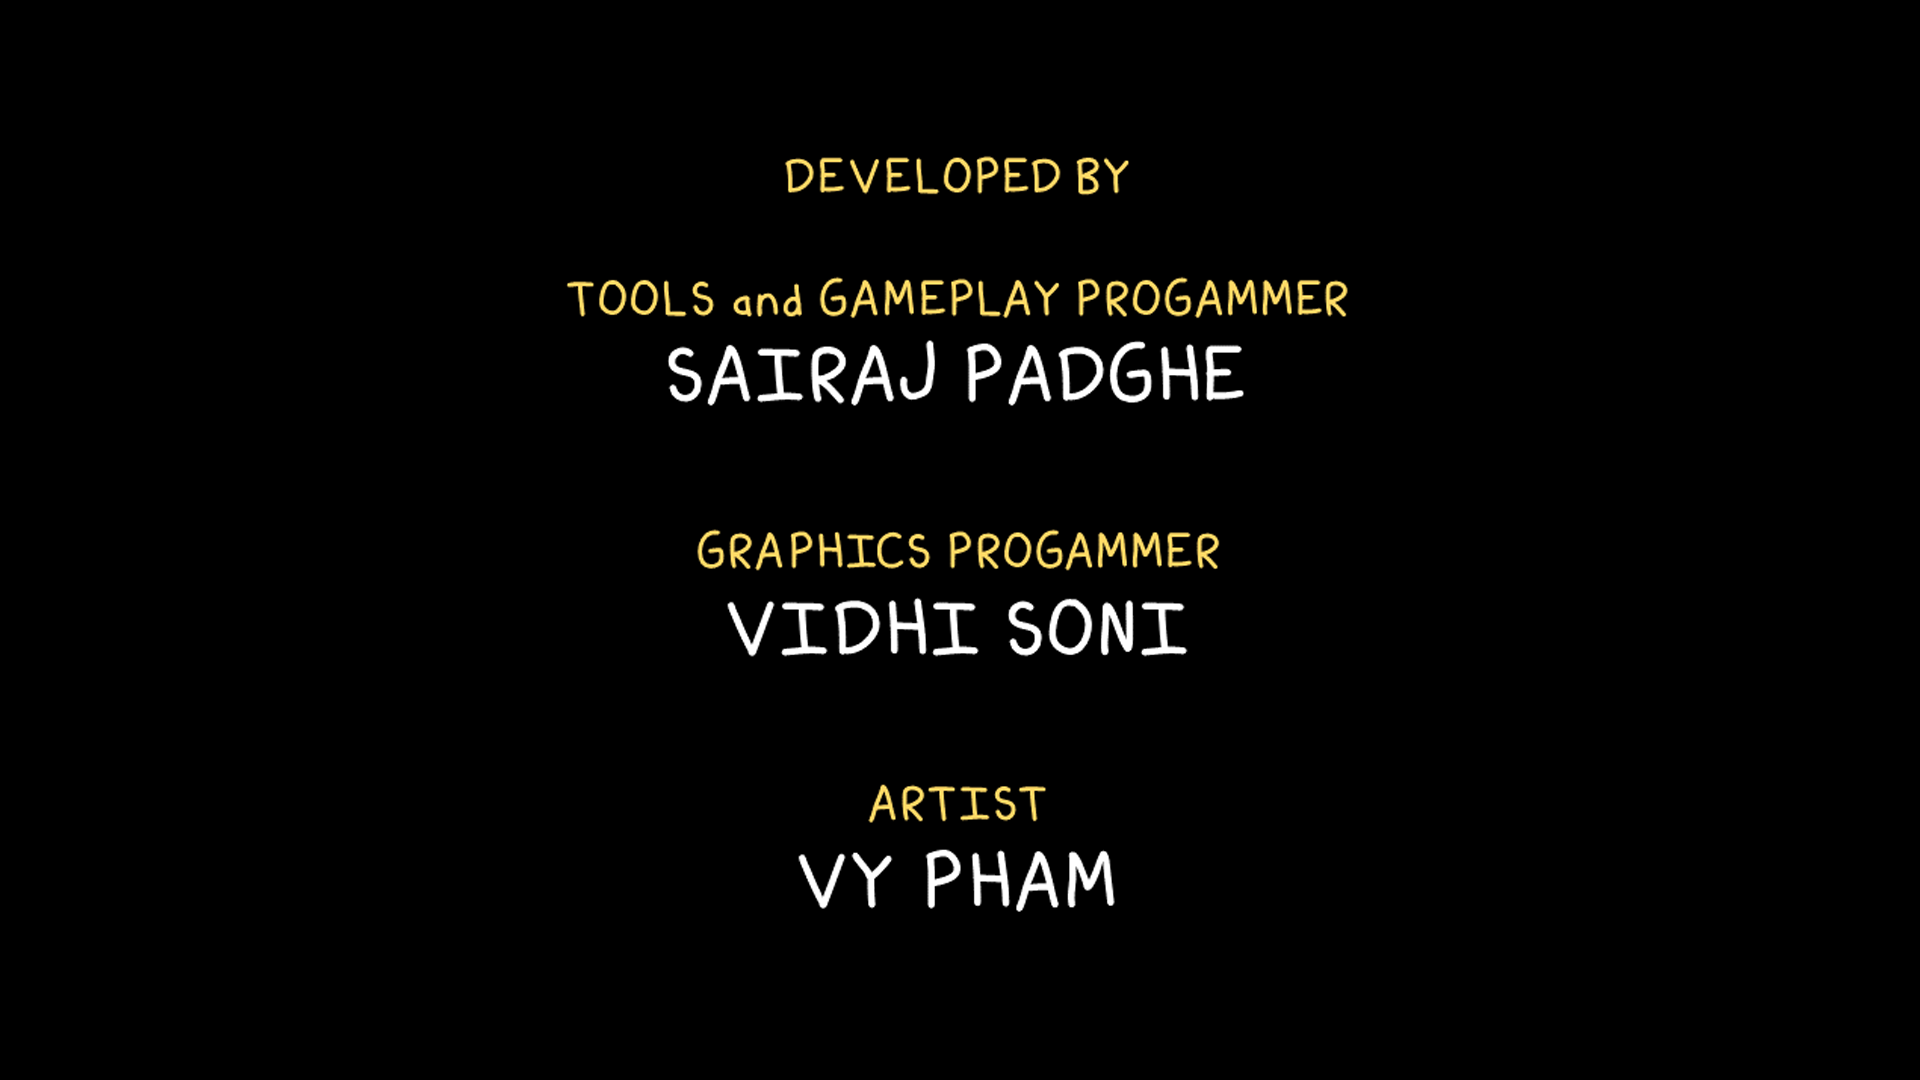 DEVELOPED BY
TOOLS and GAMEPLAY PROGAMMER
SAIRAJ PADGHE
GRAPHICS PROGAMMER
VIDHI SONI
ARTIST
VY PHAM